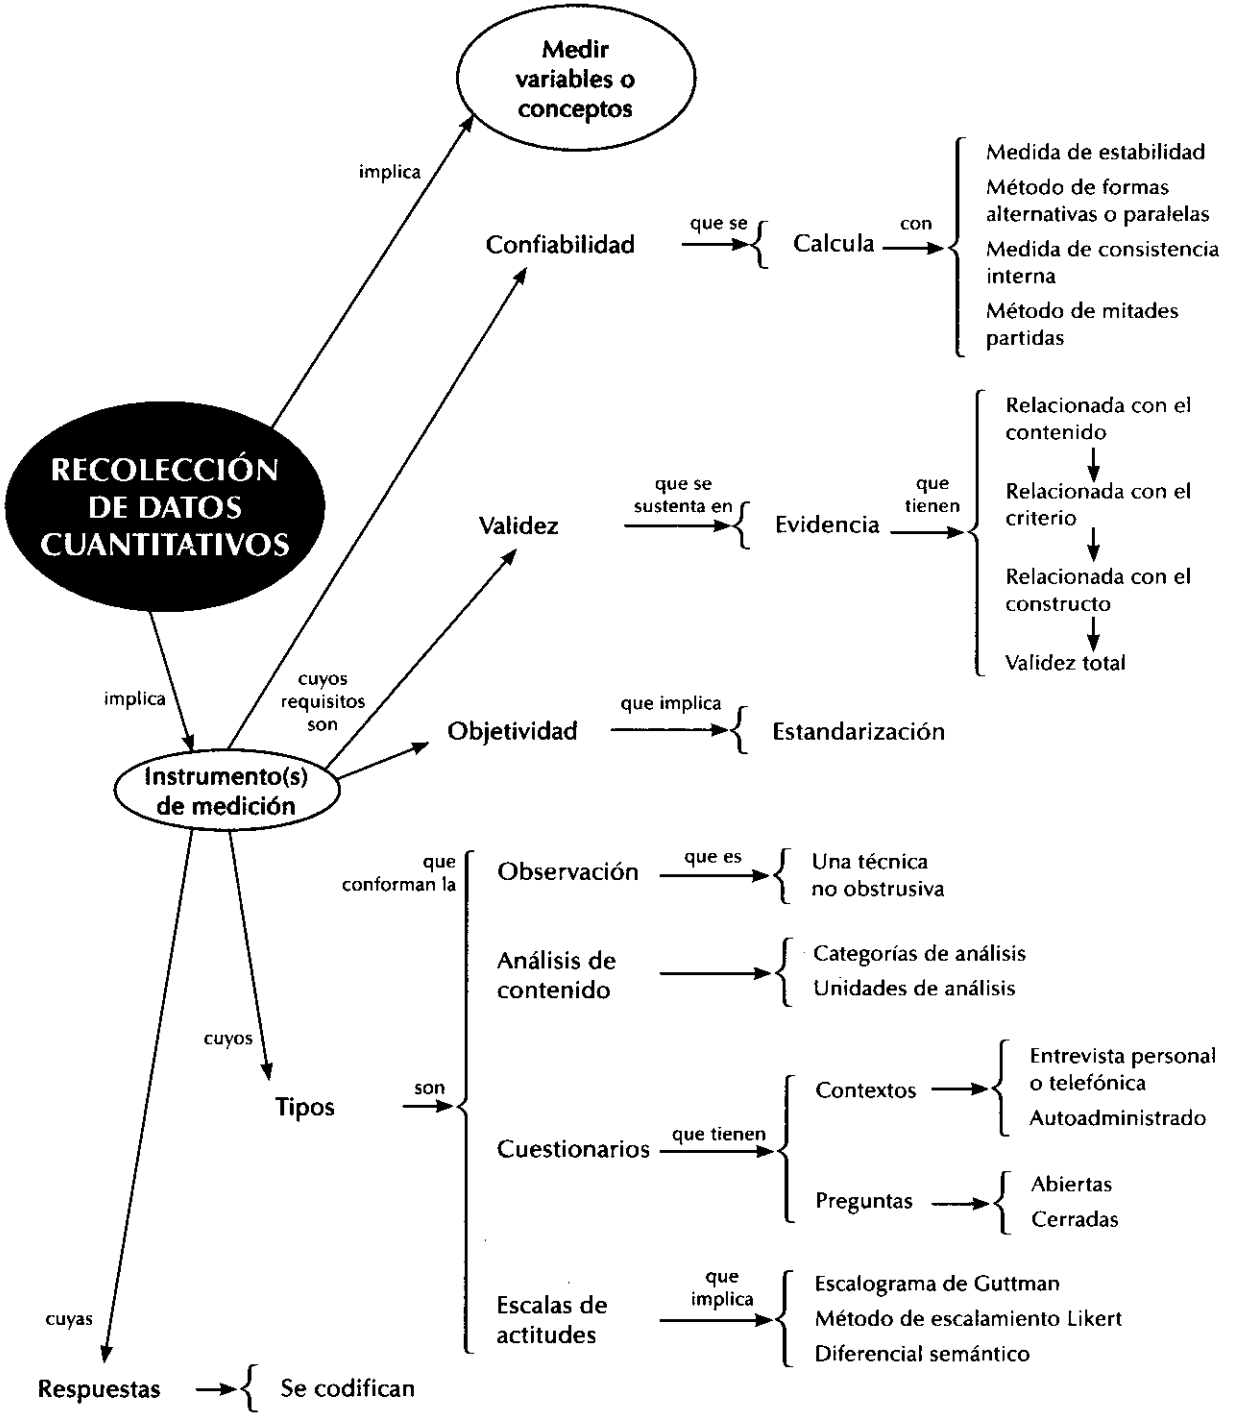 Medir
variables o
conceptos
implica
Confiabilidad
que se
Calcula
con
Medida de estabilidad
Método de formas
alternativas o paralelas
Medida de consistencia
interna
Método de mitades
partidas
RECOLECCIÓN
DE DATOS
CUANTITATIVOS
Validez
que se
sustenta en
Evidencia
que
tienen
Relacionada con el
contenido
Relacionada con el
criterio
Relacionada con el
constructo
Validez total
implica
cuyos
requisitos
son
Objetividad
que implica
Estandarización
Instrumento(s)
de medición
que
conforman la
Observación
que es
Una técnica
no obstrusiva
Análisis de
contenido
Categorías de análisis
Unidades de análisis
cuyos
Tipos
son
Cuestionarios
que tienen
Contextos
Entrevista personal
o telefónica
Autoadministrado
Preguntas
Abiertas
Cerradas
Escalas de
actitudes
que
implica
Escalograma de Guttman
Método de escalamiento Likert
Diferencial semántico
cuyas
Respuestas
Se codifican